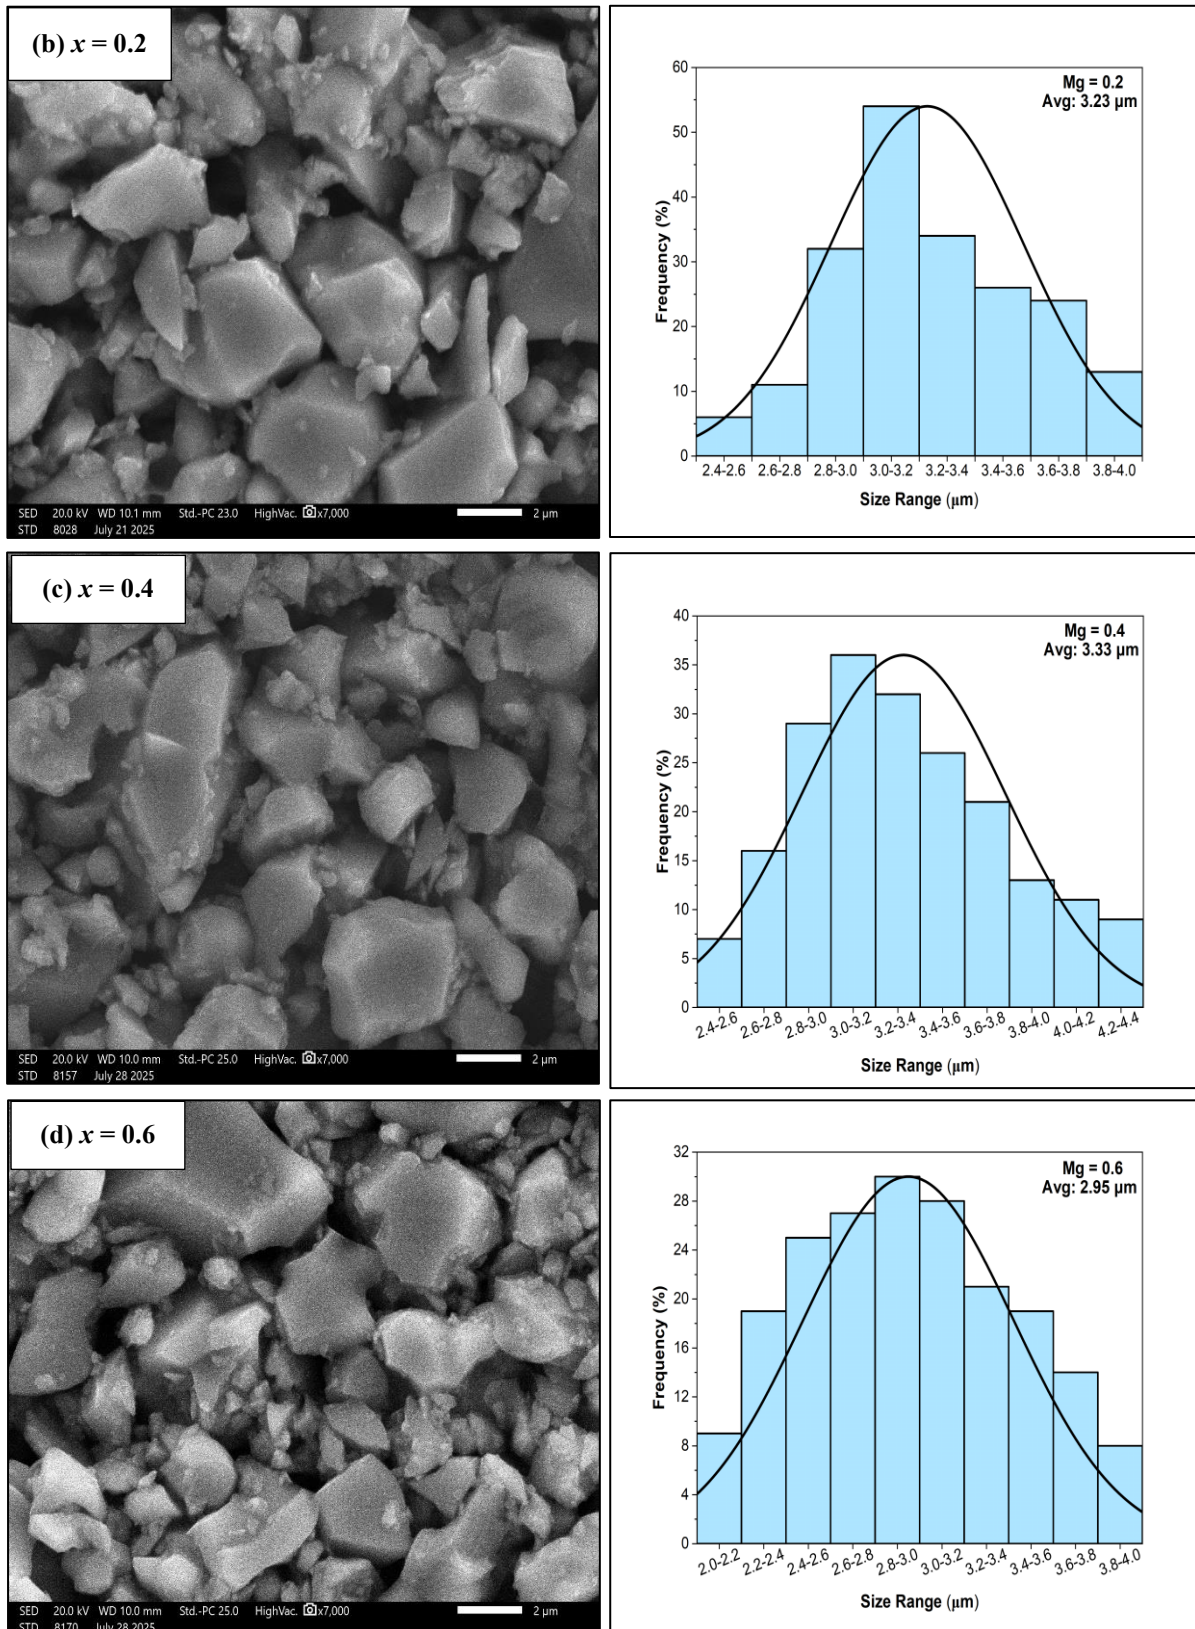 (b) x = 0.2
SED 20.0 kV WD 10.1 mm Std.-PC 23.0 HighVac. x7,000 2 µm
STD 8028 July 21 2025
Mg = 0.2
Avg: 3.23 µm
60
50
40
30
20
10
0
Frequency (%)
2.4-2.6 2.6-2.8 2.8-3.0 3.0-3.2 3.2-3.4 3.4-3.6 3.6-3.8 3.8-4.0
Size Range (µm)
(c) x = 0.4
SED 20.0 kV WD 10.0 mm Std.-PC 25.0 HighVac. x7,000 2 µm
STD 8157 July 28 2025
Mg = 0.4
Avg: 3.33 µm
40
35
30
25
20
15
10
5
0
Frequency (%)
2.4-2.6 2.6-2.8 2.8-3.0 3.0-3.2 3.2-3.4 3.4-3.6 3.6-3.8 3.8-4.0 4.0-4.2 4.2-4.4
Size Range (µm)
(d) x = 0.6
SED 20.0 kV WD 10.0 mm Std.-PC 25.0 HighVac. x7,000 2 µm
STD 8170 July 28 2025
Mg = 0.6
Avg: 2.95 µm
32
28
24
20
16
12
8
4
0
Frequency (%)
2.0-2.2 2.2-2.4 2.4-2.6 2.6-2.8 2.8-3.0 3.0-3.2 3.2-3.4 3.4-3.6 3.6-3.8 3.8-4.0
Size Range (µm)